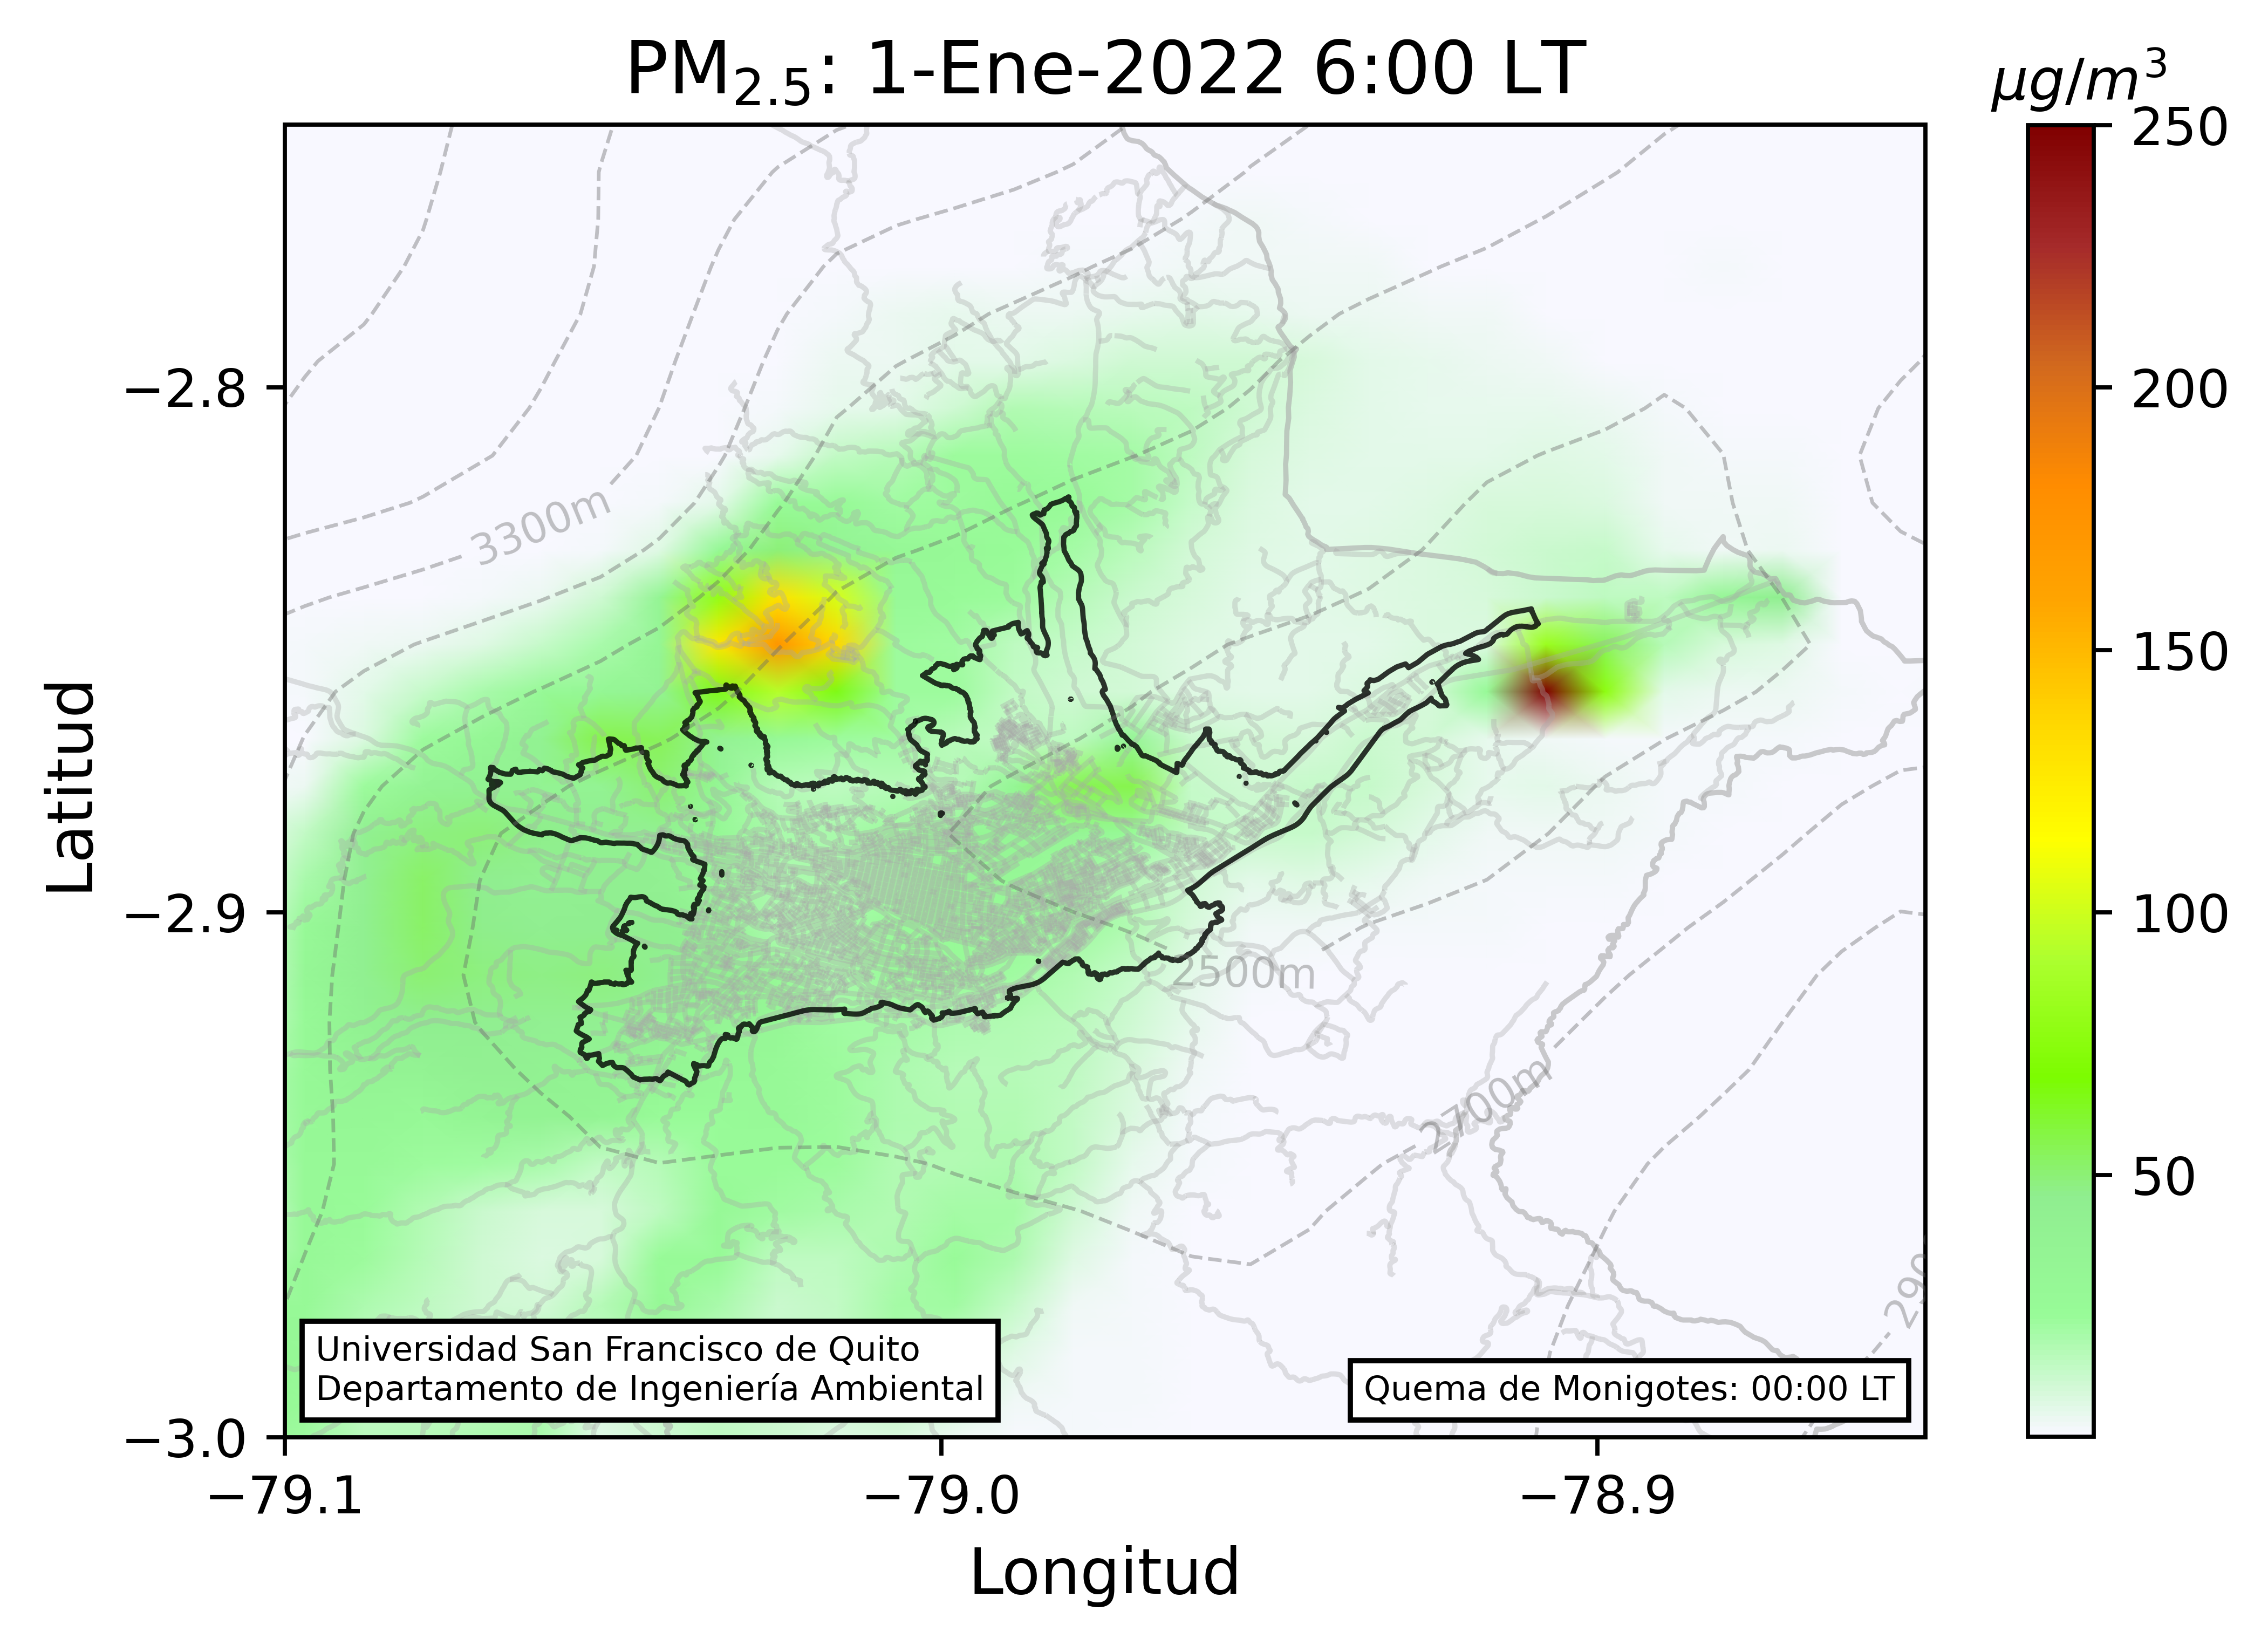 PM2.5: 1-Ene-2022 6:00 LT
μg/m³
250
200
150
100
50
Latitud
−2.8
−2.9
−3.0
3300m
2500m
2700m
290
Universidad San Francisco de Quito
Departamento de Ingeniería Ambiental
Quema de Monigotes: 00:00 LT
−79.1
−79.0
−78.9
Longitud